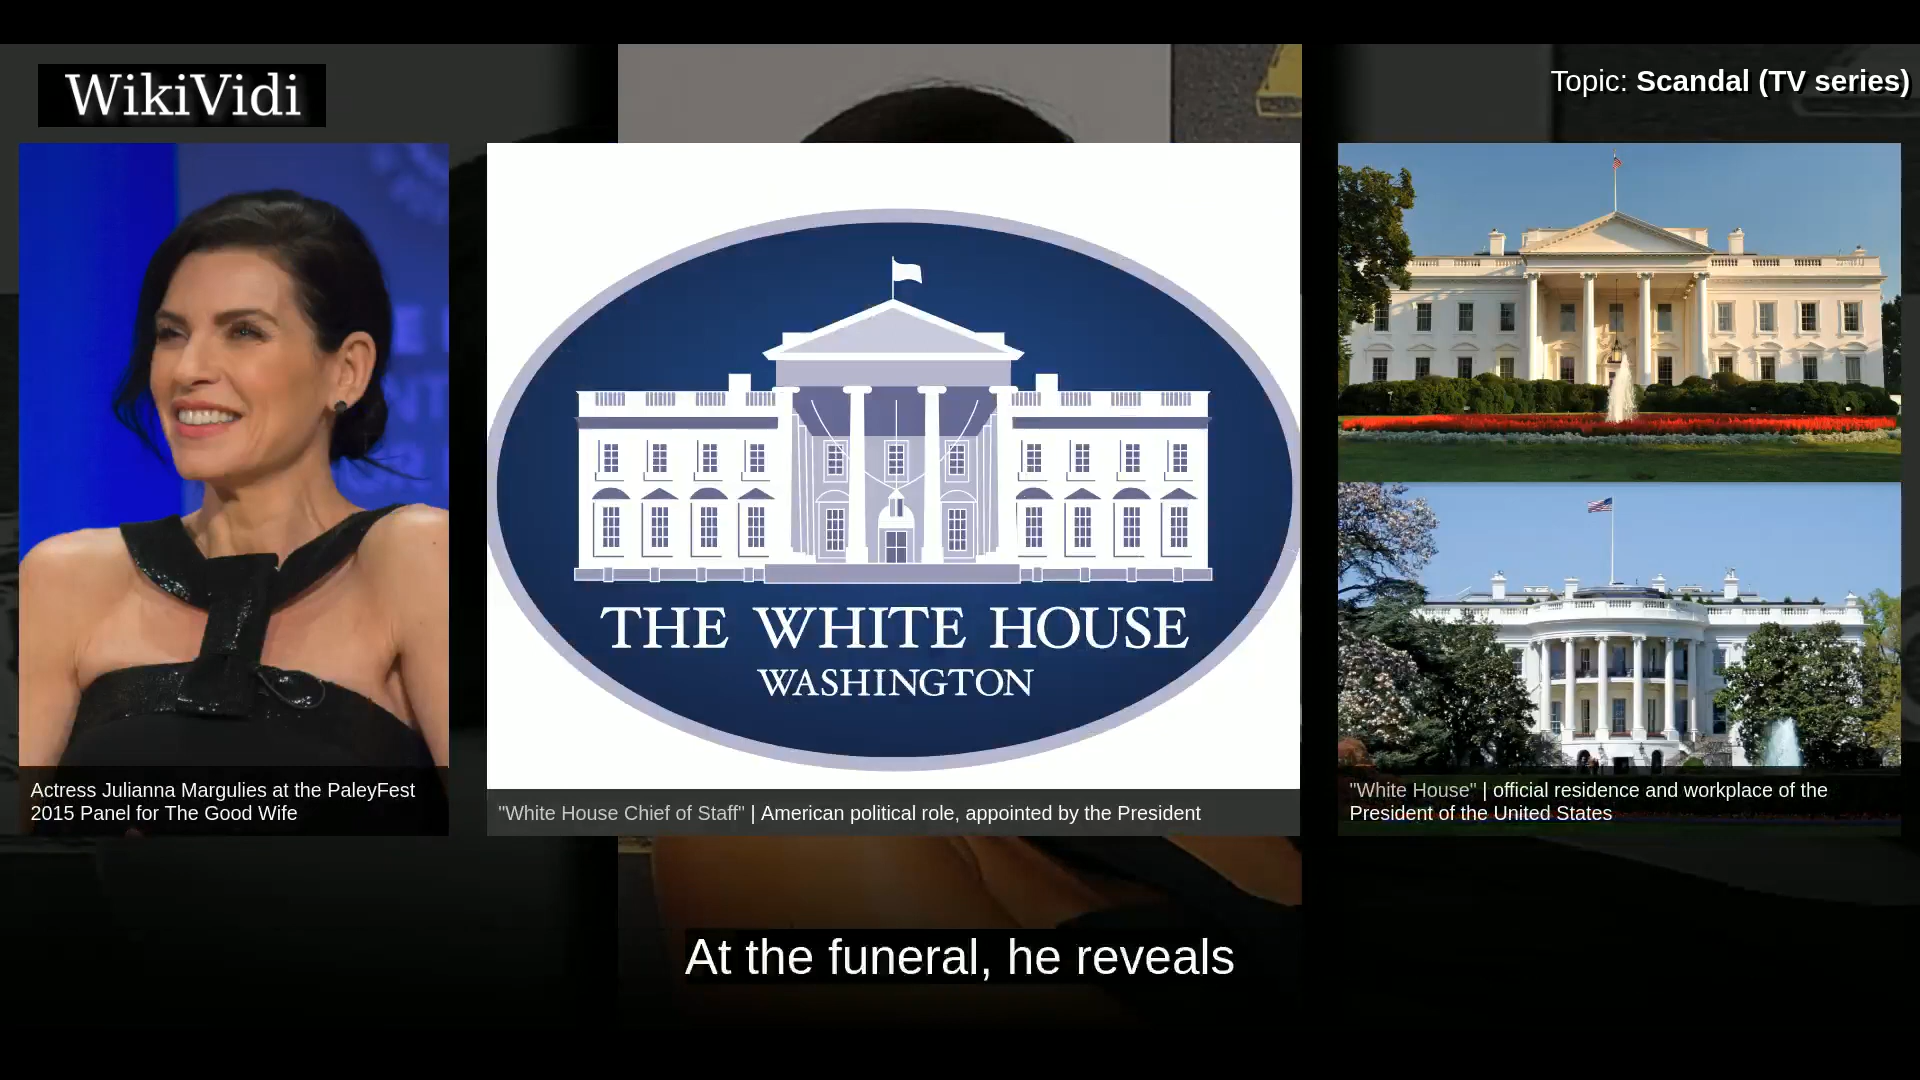 WikiVidi
Topic: Scandal (TV series)
THE WHITE HOUSE
WASHINGTON
Actress Julianna Margulies at the PaleyFest
2015 Panel for The Good Wife
"White House Chief of Staff" | American political role, appointed by the President
"White House" | official residence and workplace of the
President of the United States
At the funeral, he reveals